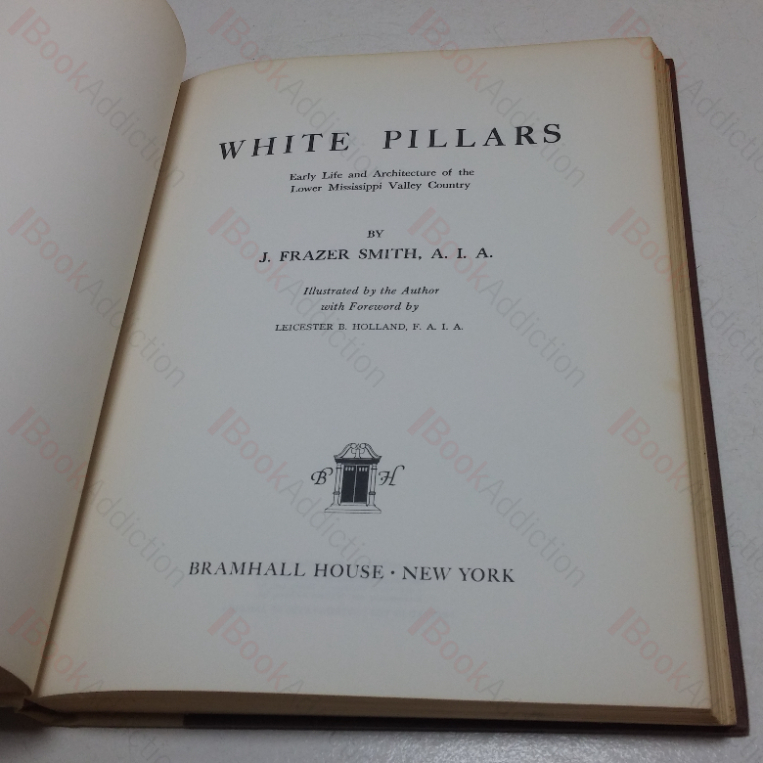 WHITE PILLARS
Early Life and Architecture of the
Lower Mississippi Valley Country
BY
J. FRAZER SMITH, A. I. A.
Illustrated by the Author
with Foreword by
LEICESTER B. HOLLAND, F. A. I. A.
B H
BRAMHALL HOUSE · NEW YORK
BookAddiction